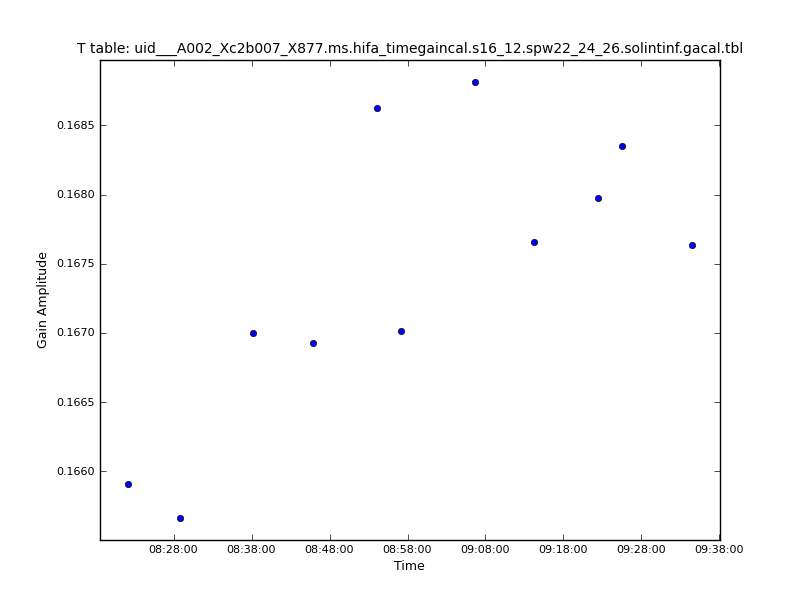 T table: uid___A002_Xc2b007_X877.ms.hifa_timegaincal.s16_12.spw22_24_26.solintinf.gacal.tbl
0.1685
0.1680
0.1675
0.1670
0.1665
0.1660
Gain Amplitude
08:28:00 08:38:00 08:48:00 08:58:00 09:08:00 09:18:00 09:28:00 09:38:00
Time